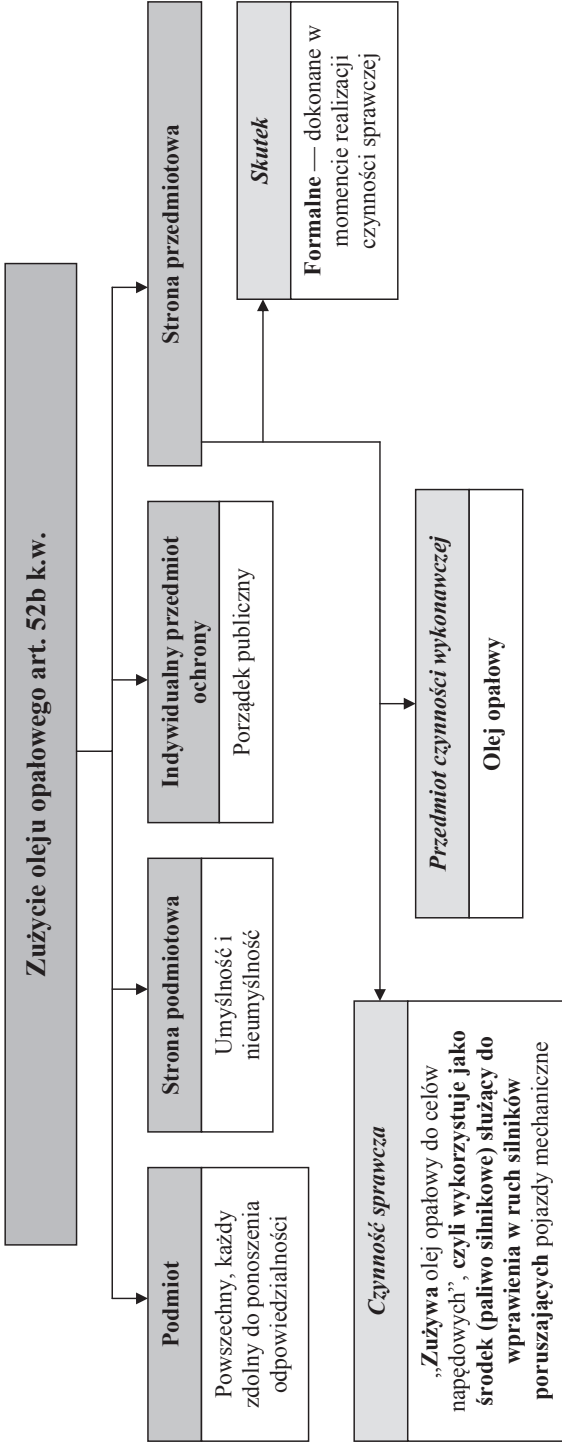 Zużycie oleju opałowego art. 52b k.w.
Podmiot
Powszechny, każdy
zdolny do ponoszenia
odpowiedzialności
Strona podmiotowa
Umyślność i
nieumyślność
Indywidualny przedmiot
ochrony
Porządek publiczny
Strona przedmiotowa
Skutek
Formalne — dokonane w
momencie realizacji
czynności sprawczej
Czynność sprawcza
„Zużywa olej opałowy do celów
napędowych”, czyli wykorzystuje jako
środek (paliwo silnikowe) służący do
wprawienia w ruch silników
poruszających pojazdy mechaniczne
Przedmiot czynności wykonawczej
Olej opałowy